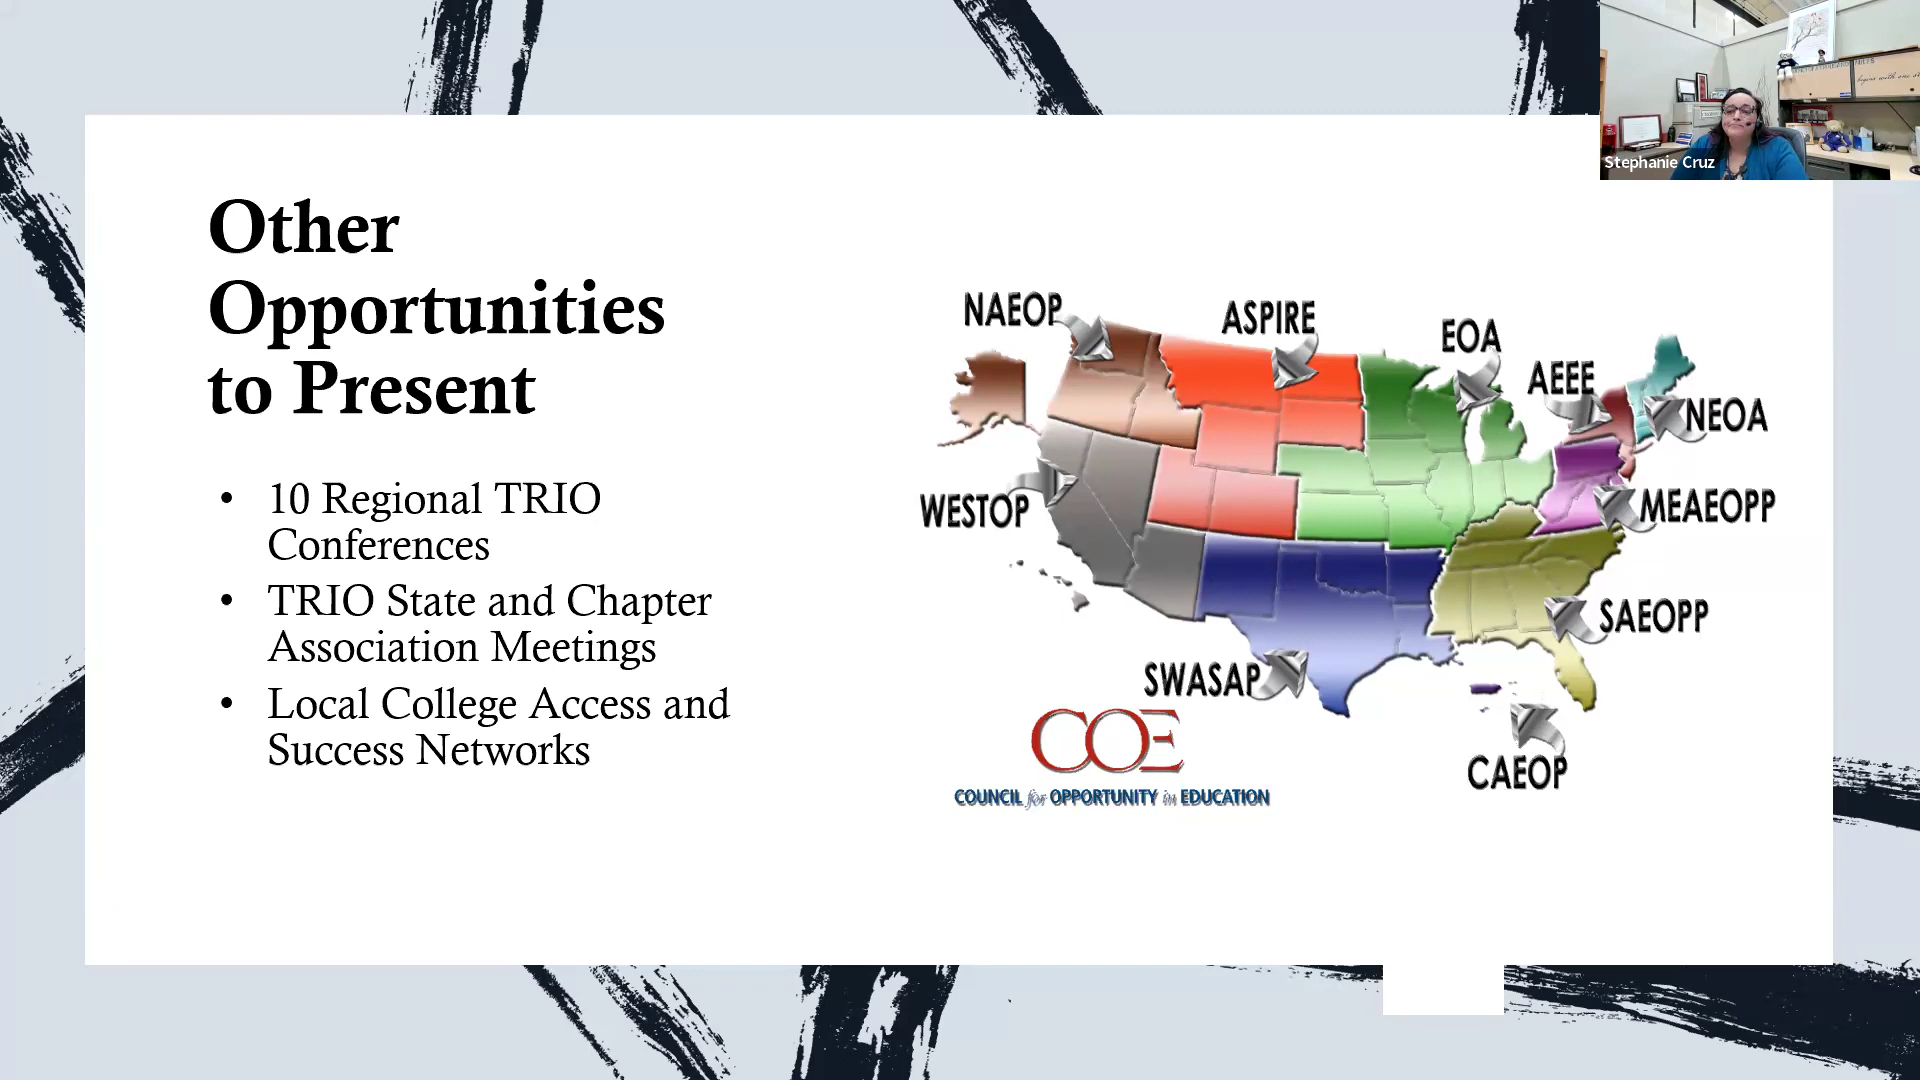 Other
Opportunities
to Present
• 10 Regional TRIO
Conferences
• TRIO State and Chapter
Association Meetings
• Local College Access and
Success Networks
NAEOP
ASPIRE
EOA
AEEE
NEOA
WESTOP
MEAEOPP
SAEOPP
SWASAP
CAEOP
COE
COUNCIL for OPPORTUNITY in EDUCATION
Stephanie Cruz